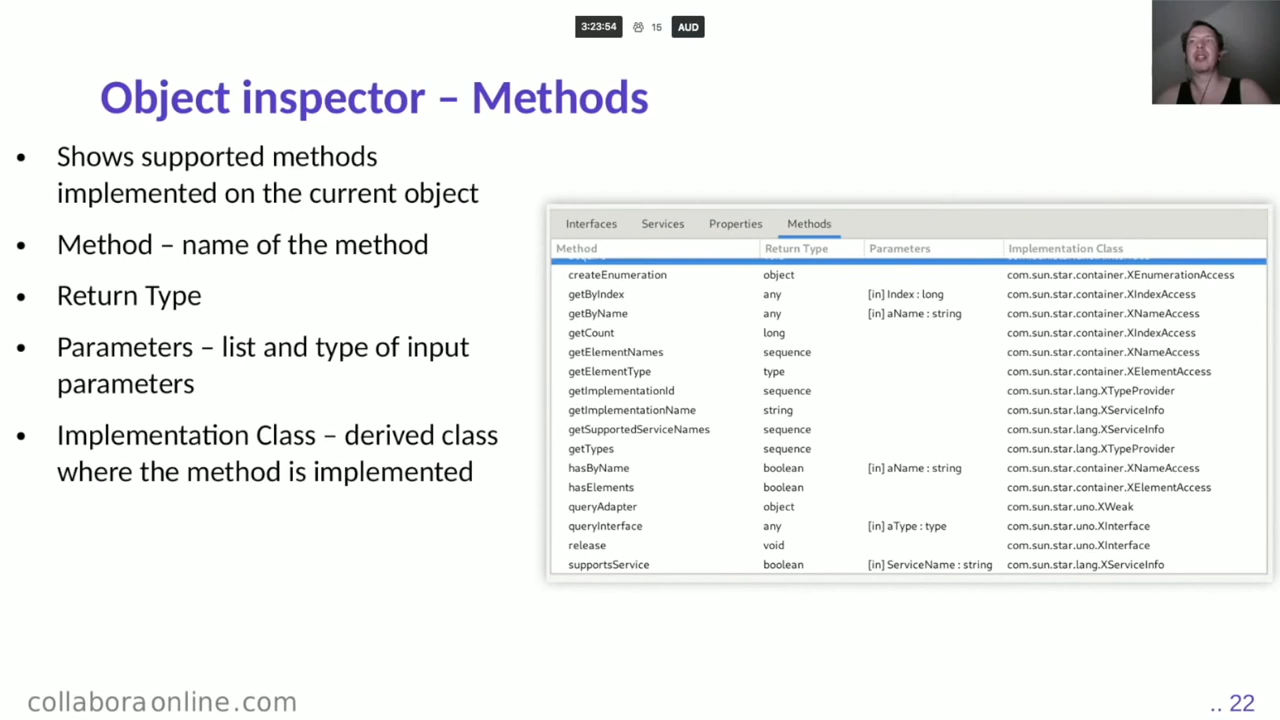 3:23:54 15 AUD
Object inspector – Methods
• Shows supported methods
implemented on the current object
• Method – name of the method
• Return Type
• Parameters – list and type of input
parameters
• Implementation Class – derived class
where the method is implemented
Interfaces Services Properties Methods
Method Return Type Parameters Implementation Class
createEnumeration object com.sun.star.container.XEnumerationAccess
getByIndex any [in] Index : long com.sun.star.container.XIndexAccess
getByName any [in] aName : string com.sun.star.container.XNameAccess
getCount long com.sun.star.container.XIndexAccess
getElementNames sequence com.sun.star.container.XNameAccess
getElementType type com.sun.star.container.XElementAccess
getImplementationId sequence com.sun.star.lang.XTypeProvider
getImplementationName string com.sun.star.lang.XServiceInfo
getSupportedServiceNames sequence com.sun.star.lang.XServiceInfo
getTypes sequence com.sun.star.lang.XTypeProvider
hasByName boolean [in] aName : string com.sun.star.container.XNameAccess
hasElements boolean com.sun.star.container.XElementAccess
queryAdapter object com.sun.star.uno.XWeak
queryInterface any [in] aType : type com.sun.star.uno.XInterface
release void com.sun.star.uno.XInterface
supportsService boolean [in] ServiceName : string com.sun.star.lang.XServiceInfo
collaboraonline.com
.. 22